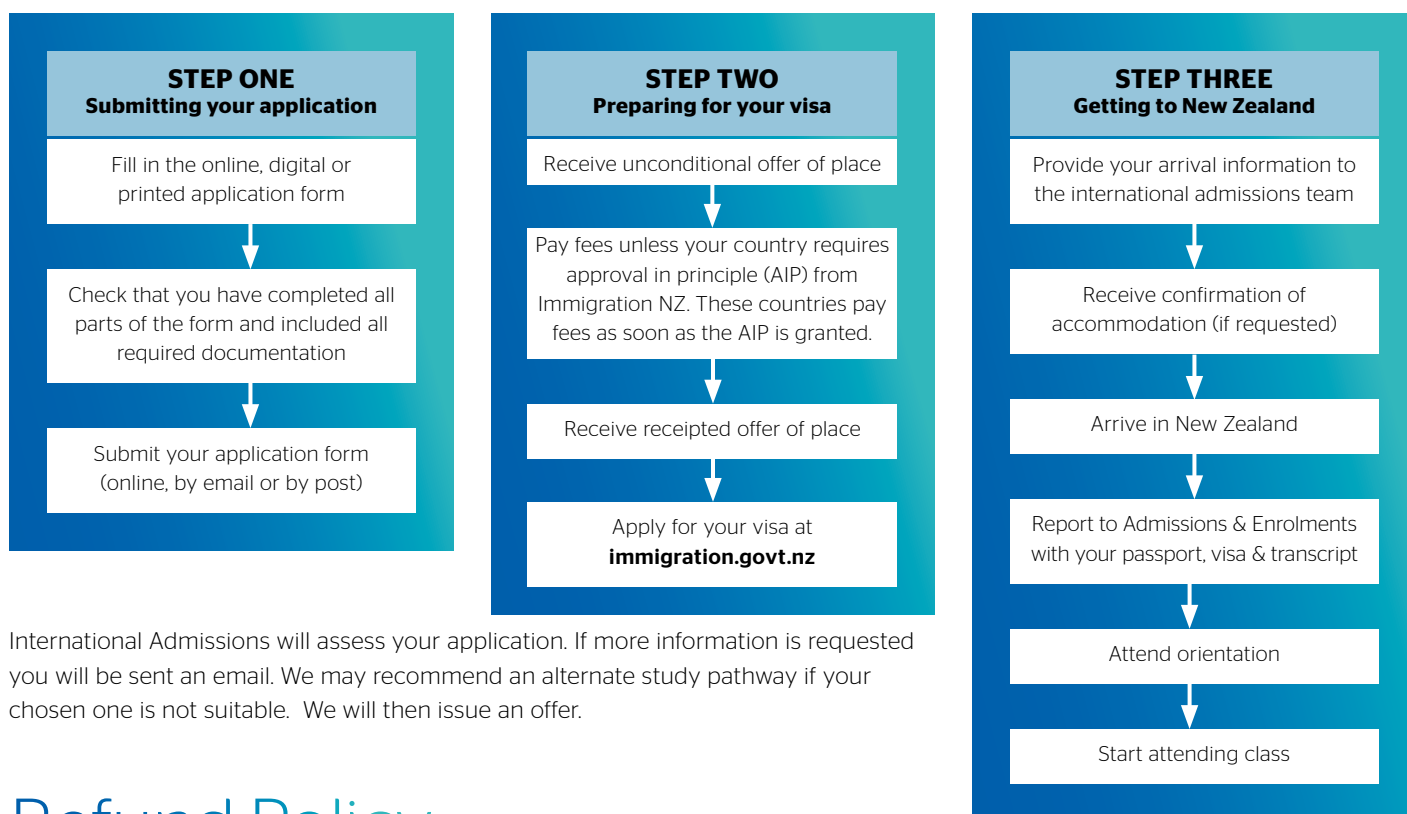 STEP ONE
Submitting your application
Fill in the online, digital or
printed application form
Check that you have completed all
parts of the form and included all
required documentation
Submit your application form
(online, by email or by post)
STEP TWO
Preparing for your visa
Receive unconditional offer of place
Pay fees unless your country requires
approval in principle (AIP) from
Immigration NZ. These countries pay
fees as soon as the AIP is granted.
Receive receipted offer of place
Apply for your visa at
immigration.govt.nz
STEP THREE
Getting to New Zealand
Provide your arrival information to
the international admissions team
Receive confirmation of
accommodation (if requested)
Arrive in New Zealand
Report to Admissions & Enrolments
with your passport, visa & transcript
Attend orientation
Start attending class
International Admissions will assess your application. If more information is requested
you will be sent an email. We may recommend an alternate study pathway if your
chosen one is not suitable.  We will then issue an offer.
Refund Policy